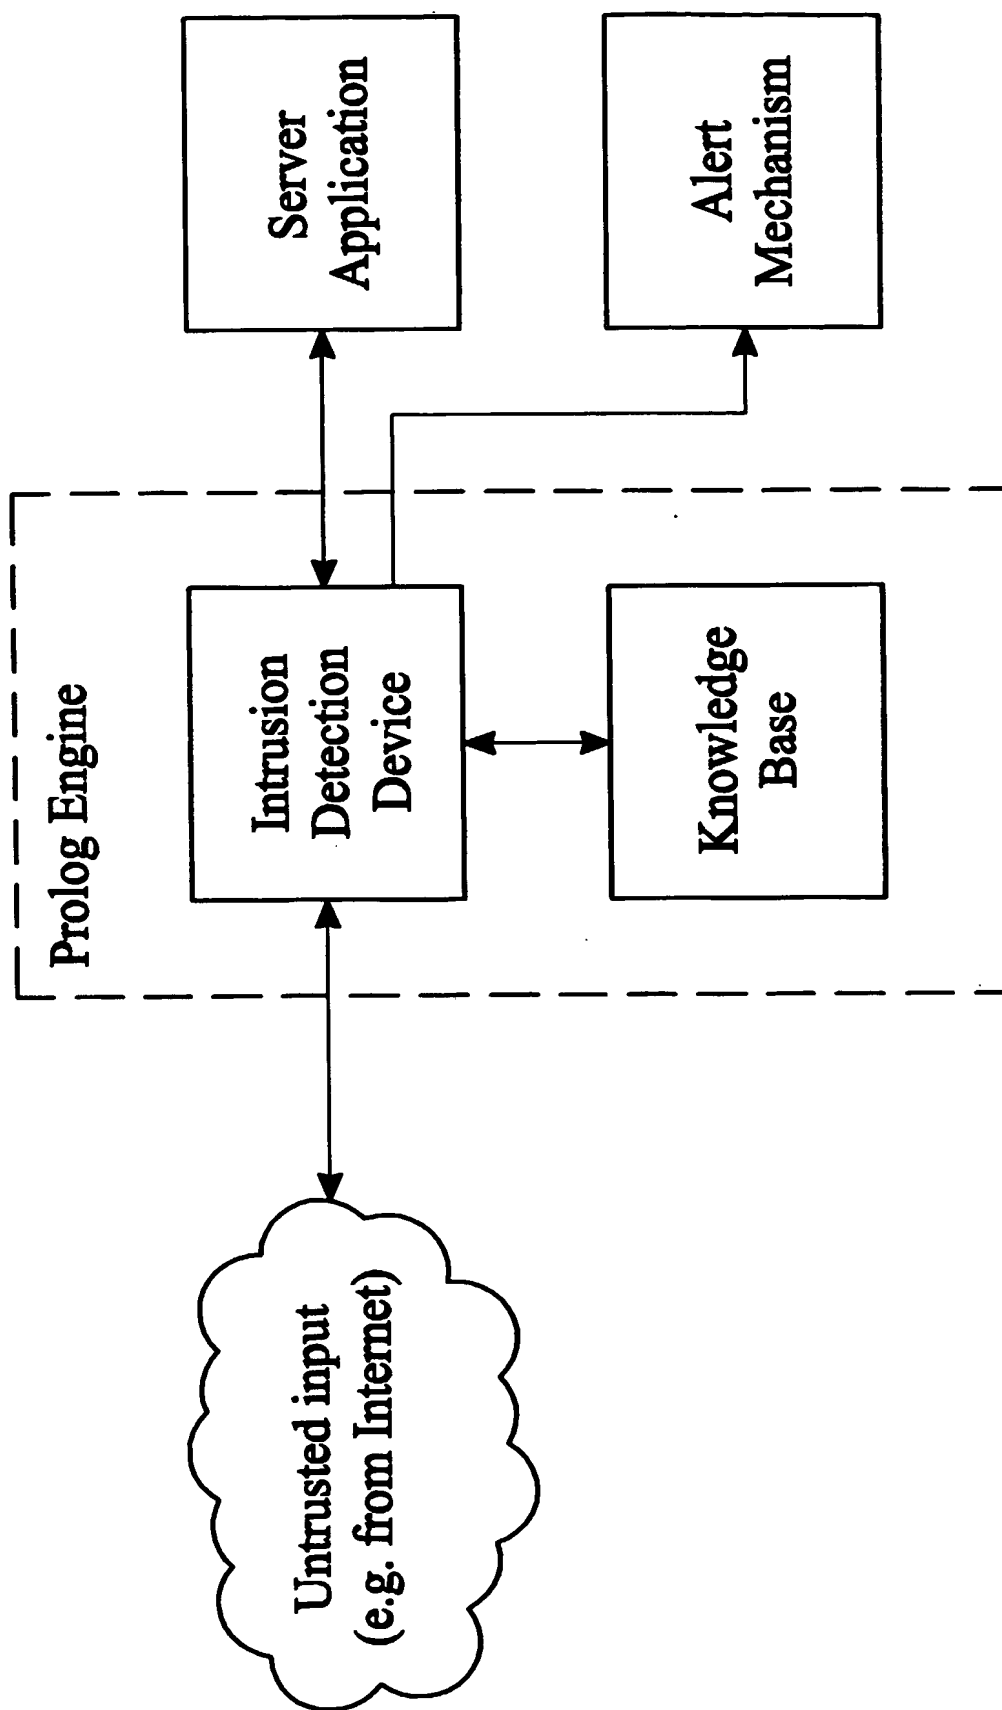 Prolog Engine
Untrusted input
(e.g. from Internet)
Intrusion
Detection
Device
Server
Application
Knowledge
Base
Alert
Mechanism